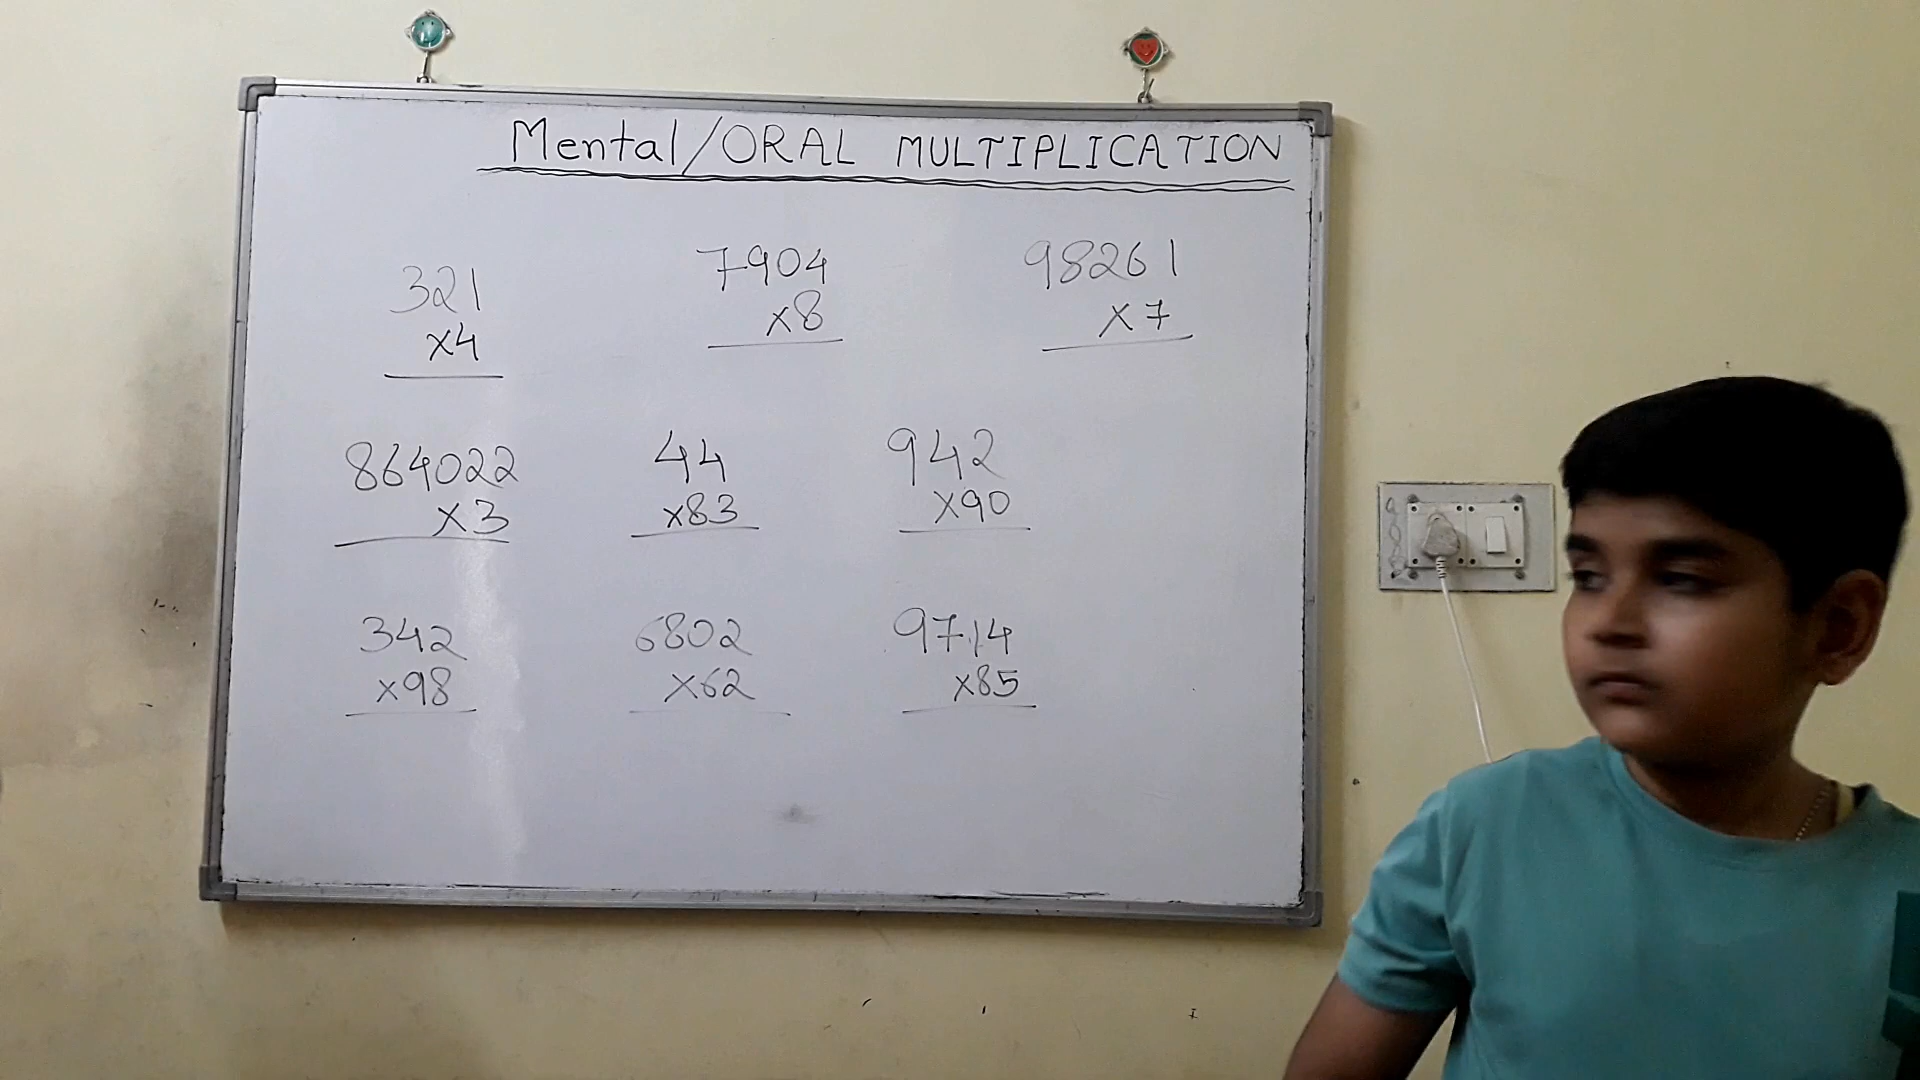 Mental/ORAL MULTIPLICATION
321 7904 98261
x4 x8 x7
864022 44 942
x3 x83 x90
342 6802 9714
x98 x62 x85